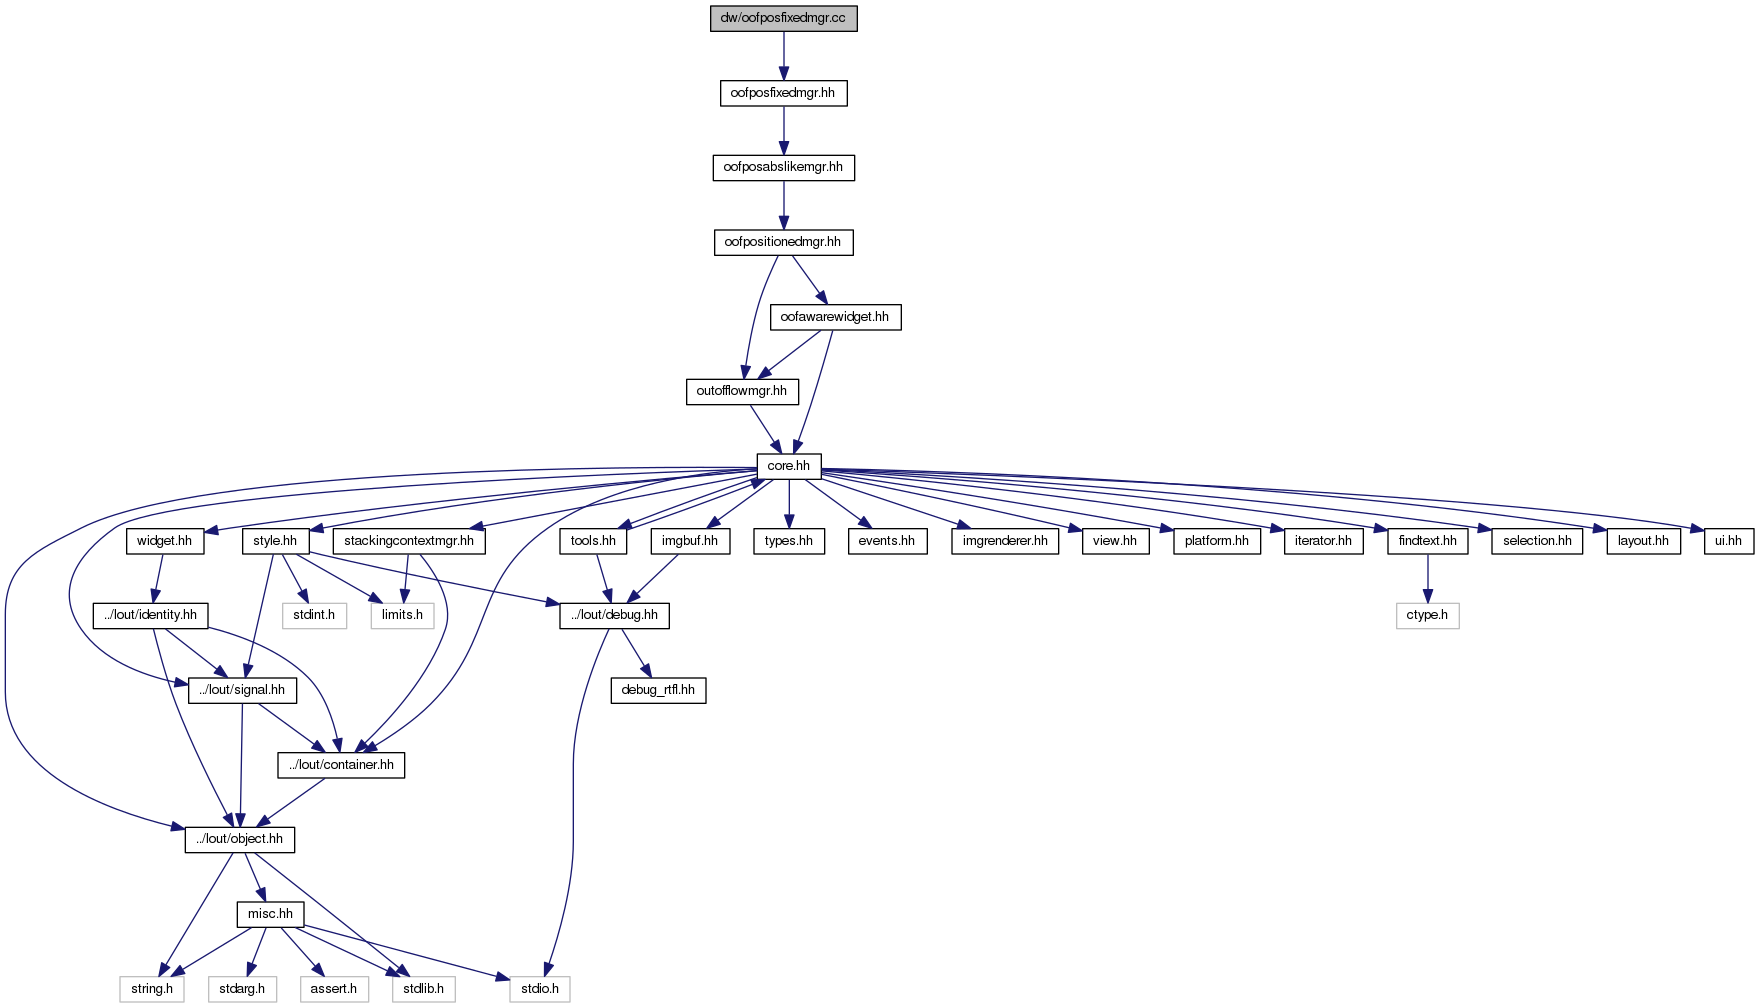 dw/oofposfixedmgr.cc
oofposfixedmgr.hh
oofposabslikemgr.hh
oofpositionedmgr.hh
oofawarewidget.hh
outofflowmgr.hh
core.hh
widget.hh
style.hh
stackingcontextmgr.hh
tools.hh
imgbuf.hh
types.hh
events.hh
imgrenderer.hh
view.hh
platform.hh
iterator.hh
findtext.hh
selection.hh
layout.hh
ui.hh
../lout/identity.hh
stdint.h
limits.h
../lout/debug.hh
ctype.h
../lout/signal.hh
debug_rtfl.hh
../lout/container.hh
../lout/object.hh
misc.hh
string.h
stdarg.h
assert.h
stdlib.h
stdio.h